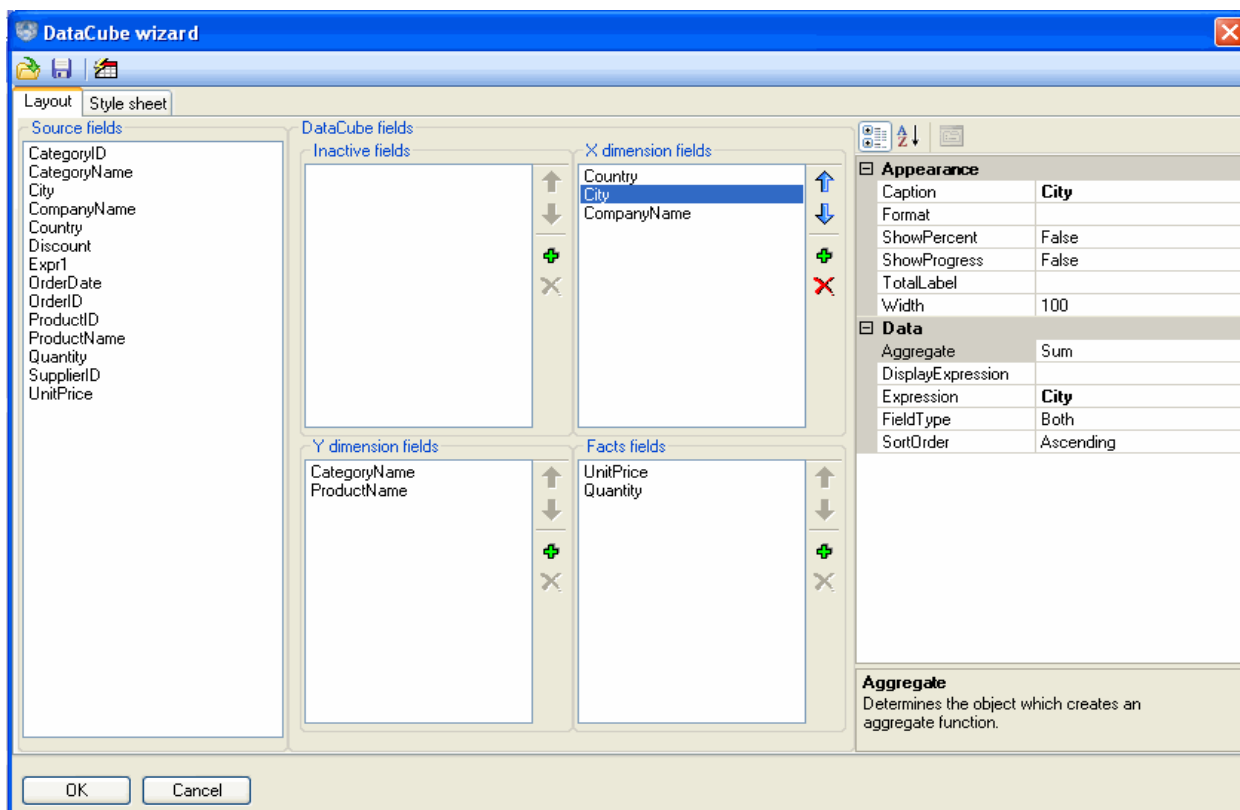 DataCube wizard
Layout
Style sheet
Source fields
CategoryID
CategoryName
City
CompanyName
Country
Discount
Expr1
OrderDate
OrderID
ProductID
ProductName
Quantity
SupplierID
UnitPrice
DataCube fields
Inactive fields
X dimension fields
Country
City
CompanyName
Y dimension fields
CategoryName
ProductName
Facts fields
UnitPrice
Quantity
Appearance
Caption City
Format
ShowPercent False
ShowProgress False
TotalLabel
Width 100
Data
Aggregate Sum
DisplayExpression
Expression City
FieldType Both
SortOrder Ascending
Aggregate
Determines the object which creates an
aggregate function.
OK
Cancel